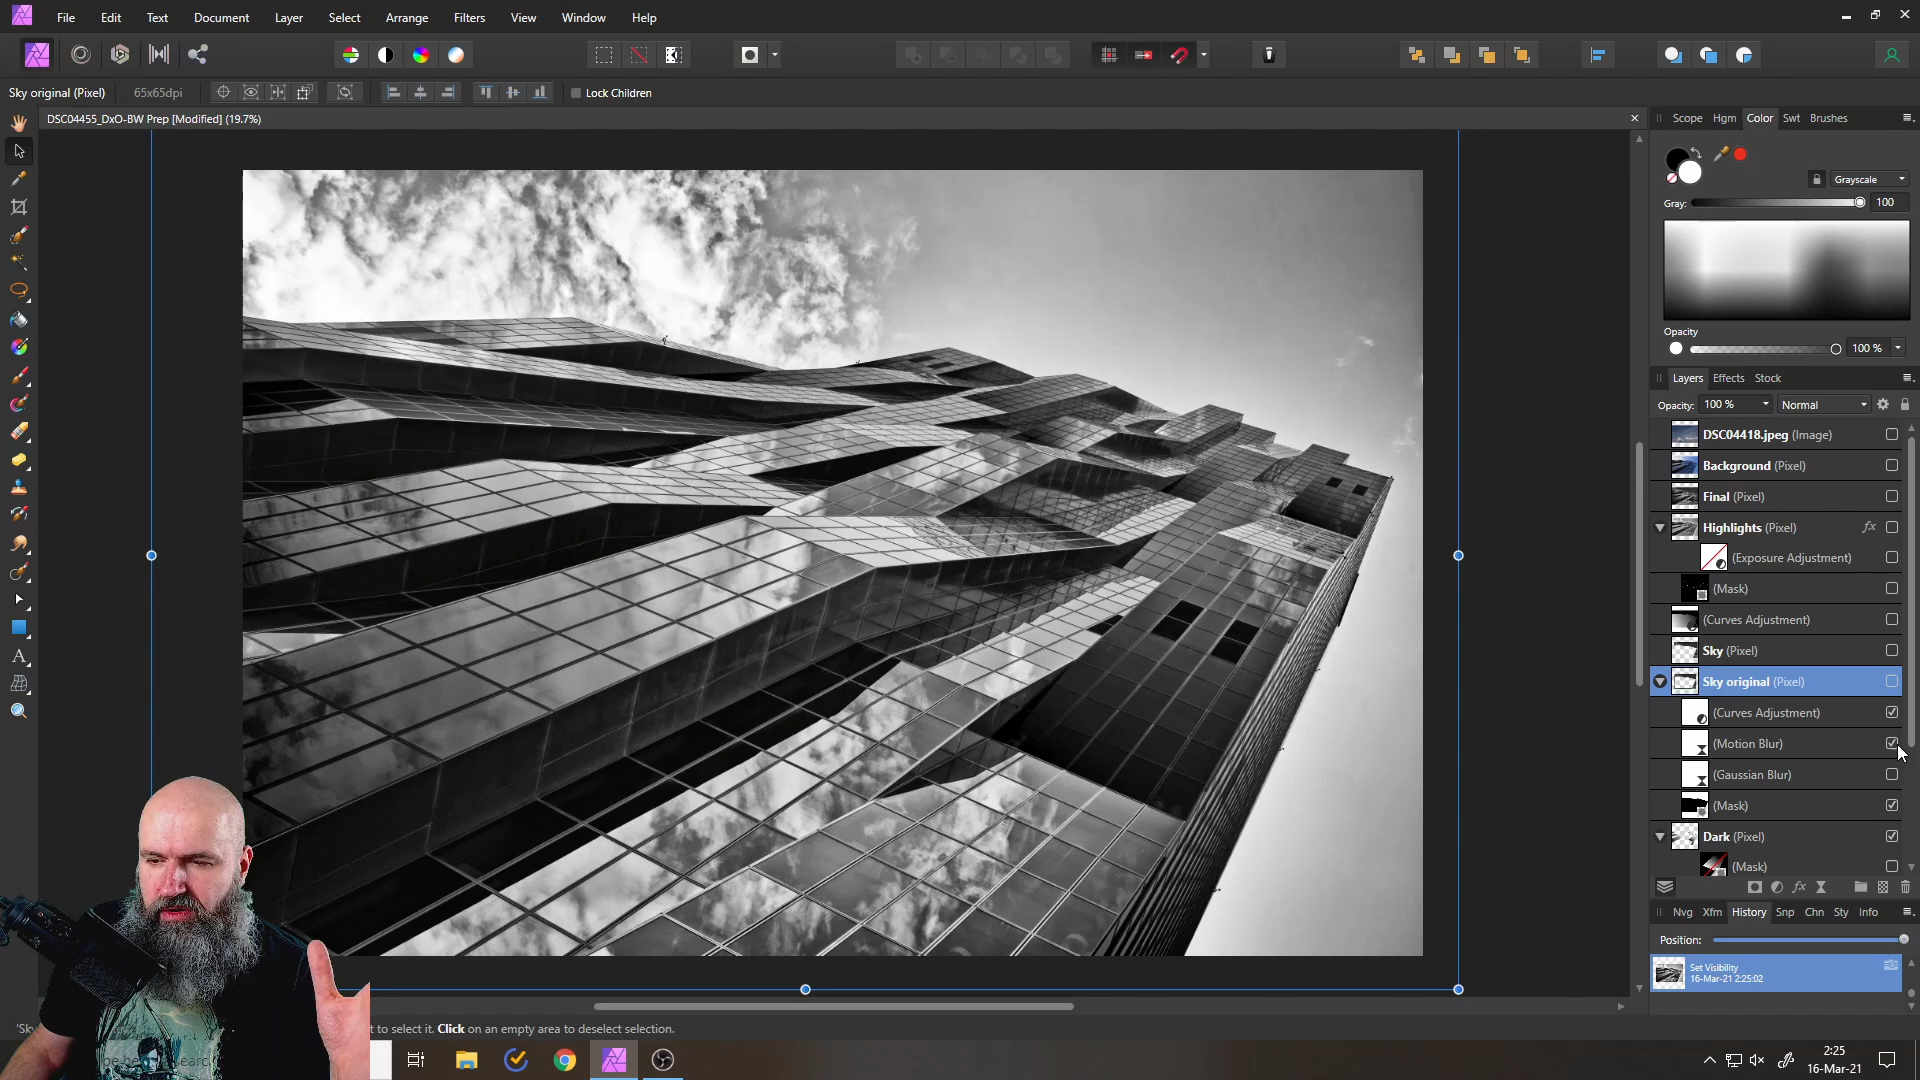 File Edit Text Document Layer Select Arrange Filters View Window Help
Sky original (Pixel) 65x65dpi Lock Children
DSC04455_DxO-BW Prep [Modified] (19.7%)
Scope Hgm Color Swt Brushes
Grayscale
Gray: 100
Opacity
100 %
Layers Effects Stock
Opacity: 100 % Normal
DSC04418.jpeg (Image)
Background (Pixel)
Final (Pixel)
Highlights (Pixel) fx
(Exposure Adjustment)
(Mask)
(Curves Adjustment)
Sky (Pixel)
Sky original (Pixel)
(Curves Adjustment)
(Motion Blur)
(Gaussian Blur)
(Mask)
Dark (Pixel)
(Mask)
fx
Nvg Xfm History Snp Chn Sty Info
Position:
Set Visibility
16-Mar-21 2:25:02
t to select it. Click on an empty area to deselect selection.
2:25
16-Mar-21